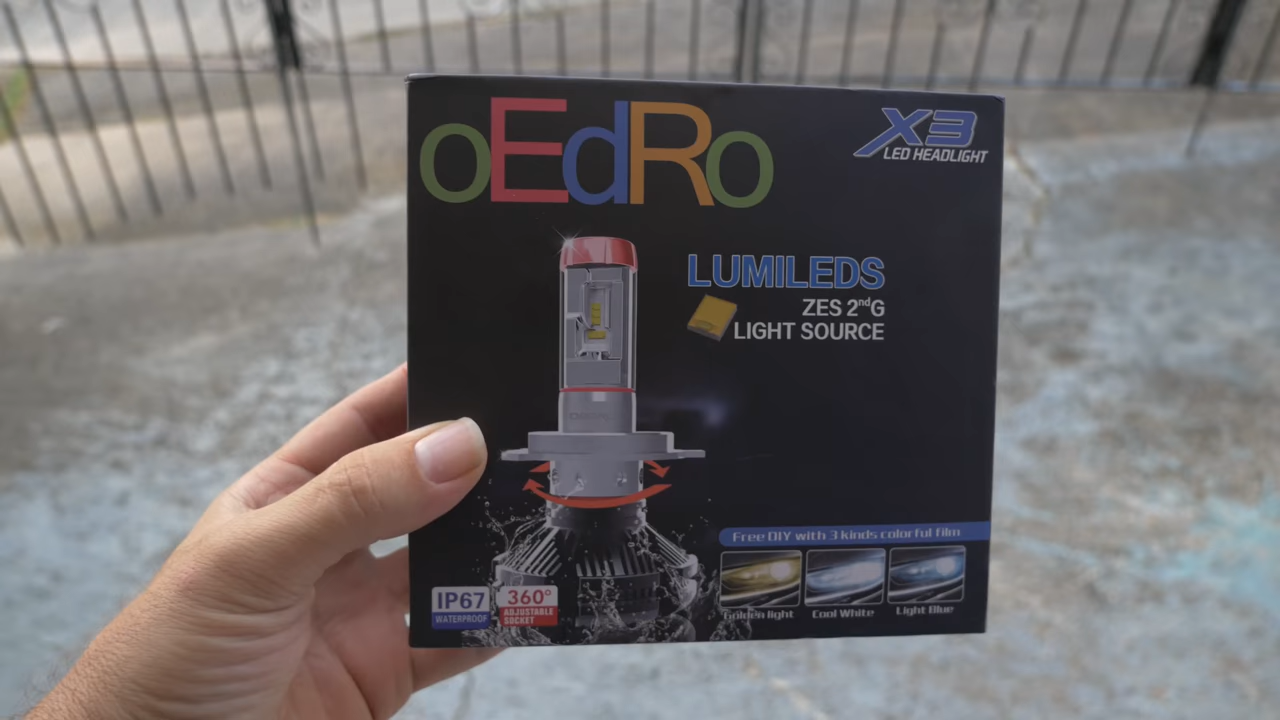 oEdRo
X3
LED HEADLIGHT
LUMILEDS
ZES 2ndG
LIGHT SOURCE
Free DIY with 3 kinds colorful film
Golden light Cool White Light Blue
IP67
WATERPROOF
360°
ADJUSTABLE
SOCKET